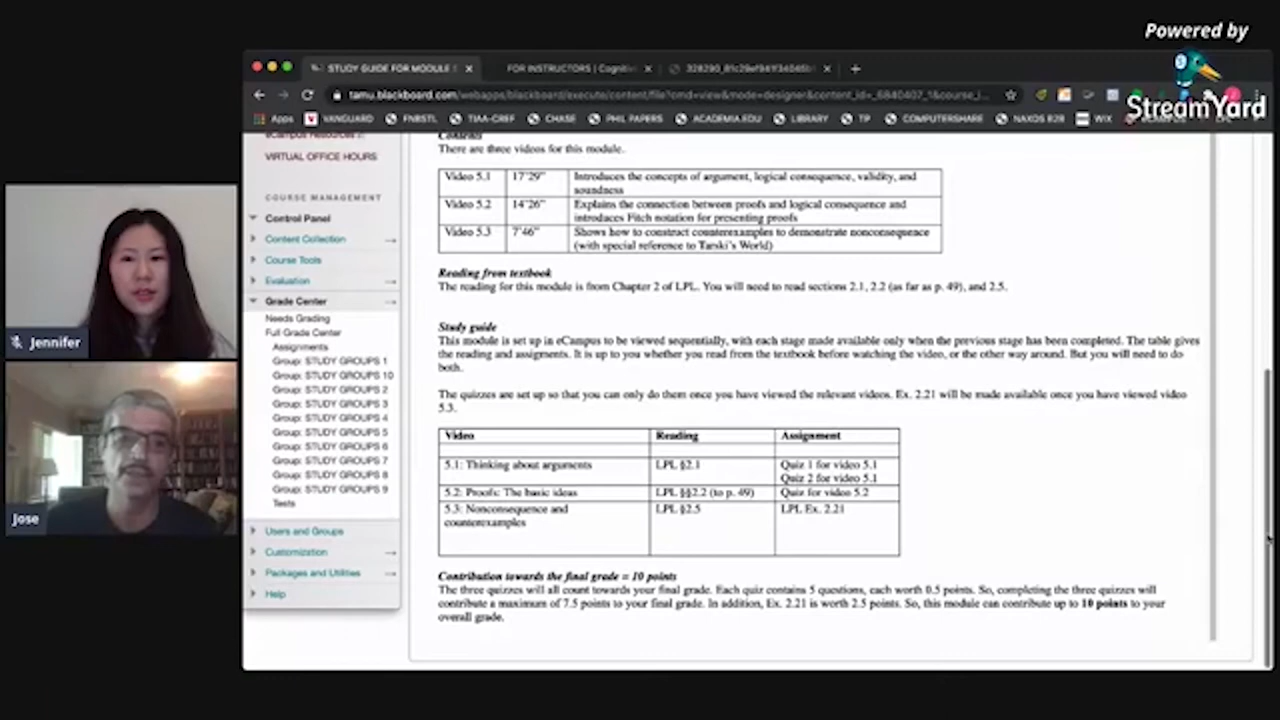 Powered by
StreamYard
STUDY GUIDE FOR MODULE
FOR INSTRUCTORS | Cogniti
tamu.blackboard.com/webapps/blackboard/execute/content/file?cmd=view&mode=designer&content_id=_6840407_1&course_i...
Apps VANGUARD FNBSTL TIAA-CREF CHASE PHIL PAPERS ACADEMIA.EDU LIBRARY TP COMPUTERSHARE NAXOS 828 WIX
eCampus Resources
VIRTUAL OFFICE HOURS
COURSE MANAGEMENT
Control Panel
Content Collection
Course Tools
Evaluation
Grade Center
Needs Grading
Full Grade Center
Assignments
Group: STUDY GROUPS 1
Group: STUDY GROUPS 10
Group: STUDY GROUPS 2
Group: STUDY GROUPS 3
Group: STUDY GROUPS 4
Group: STUDY GROUPS 5
Group: STUDY GROUPS 6
Group: STUDY GROUPS 7
Group: STUDY GROUPS 8
Group: STUDY GROUPS 9
Tests
Users and Groups
Customization
Packages and Utilities
Help
Contents
There are three videos for this module.
Video 5.1 17'29" Introduces the concepts of argument, logical consequence, validity, and
soundness
Video 5.2 14'26" Explains the connection between proofs and logical consequence and
introduces Fitch notation for presenting proofs
Video 5.3 7'46" Shows how to construct counterexamples to demonstrate nonconsequence
(with special reference to Tarski's World)
Reading from textbook
The reading for this module is from Chapter 2 of LPL. You will need to read sections 2.1, 2.2 (as far as p. 49), and 2.5.
Study guide
This module is set up in eCampus to be viewed sequentially, with each stage made available only when the previous stage has been completed. The table gives
the reading and assigments. It is up to you whether you read from the textbook before watching the video, or the other way around. But you will need to do
both.
The quizzes are set up so that you can only do them once you have viewed the relevant videos. Ex. 2.21 will be made available once you have viewed video
5.3.
Video Reading Assignment
5.1: Thinking about arguments LPL §2.1 Quiz 1 for video 5.1
Quiz 2 for video 5.1
5.2: Proofs: The basic ideas LPL §§2.2 (to p. 49) Quiz for video 5.2
5.3: Nonconsequence and LPL §2.5 LPL Ex. 2.21
counterexamples
Contribution towards the final grade = 10 points
The three quizzes will all count towards your final grade. Each quiz contains 5 questions, each worth 0.5 points. So, completing the three quizzes will
contribute a maximum of 7.5 points to your final grade. In addition, Ex. 2.21 is worth 2.5 points. So, this module can contribute up to 10 points to your
overall grade.
Jennifer
Jose